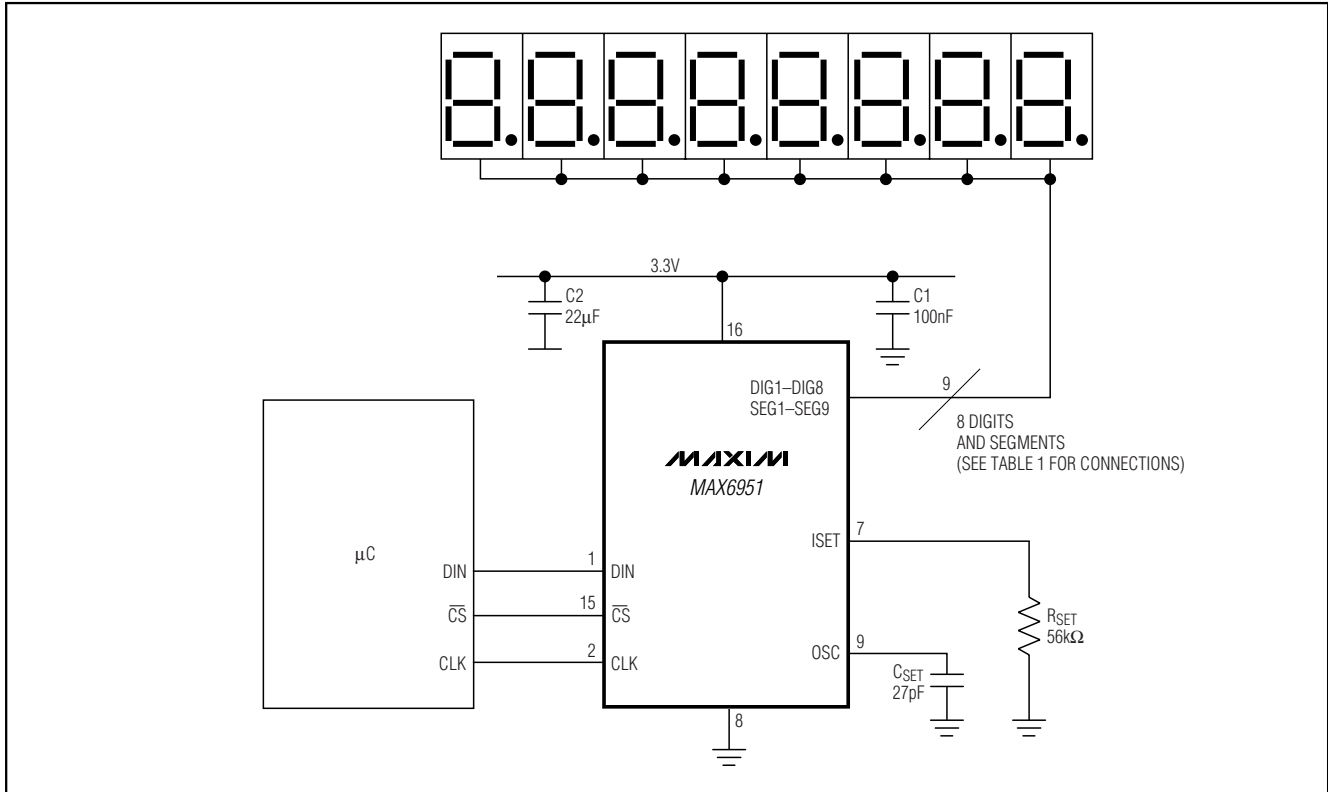 3.3V
C2
22μF
C1
100nF
16
DIG1–DIG8
SEG1–SEG9
9
8 DIGITS
AND SEGMENTS
(SEE TABLE 1 FOR CONNECTIONS)
MAXIM
MAX6951
ISET
7
μC
DIN
1
DIN
CS
15
CS
CLK
2
CLK
OSC
9
RSET
56kΩ
CSET
27pF
8